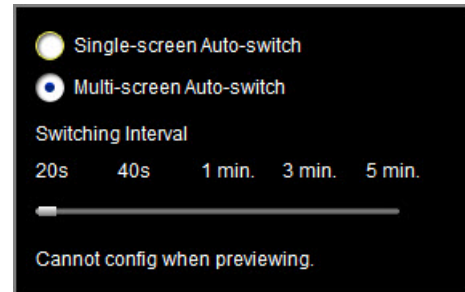 Single-screen Auto-switch
Multi-screen Auto-switch
Switching Interval
20s 40s 1 min. 3 min. 5 min.
Cannot config when previewing.